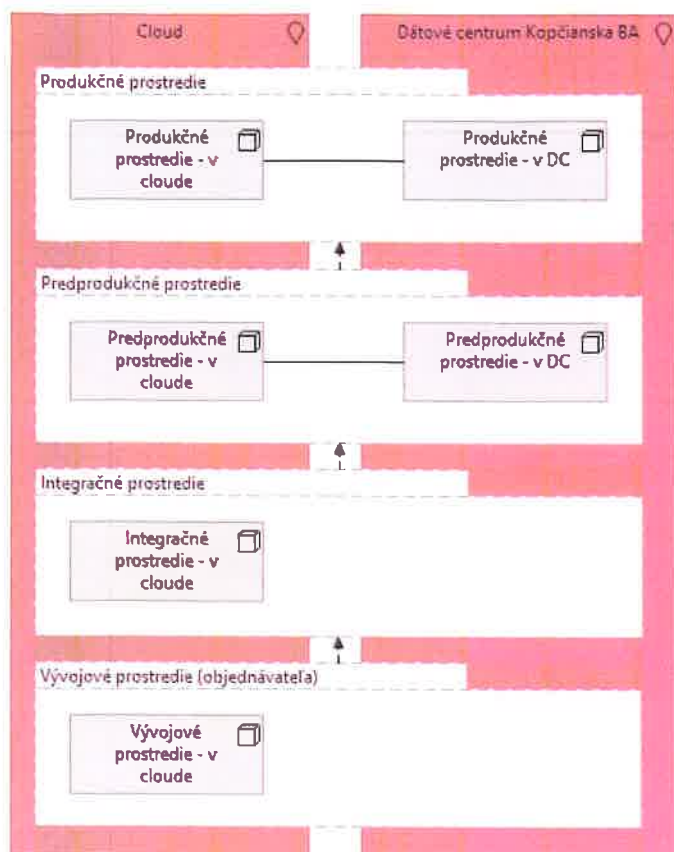 Cloud
Dátové centrum Kopčianska BA
Produkčné prostredie
Produkčné
prostredie - v
cloude
Produkčné
prostredie - v DC
Predprodukčné prostredie
Predprodukčné
prostredie - v
cloude
Predprodukčné
prostredie - v DC
Integračné prostredie
Integračné
prostredie - v
cloude
Vývojové prostredie (objednávateľa)
Vývojové
prostredie - v
cloude